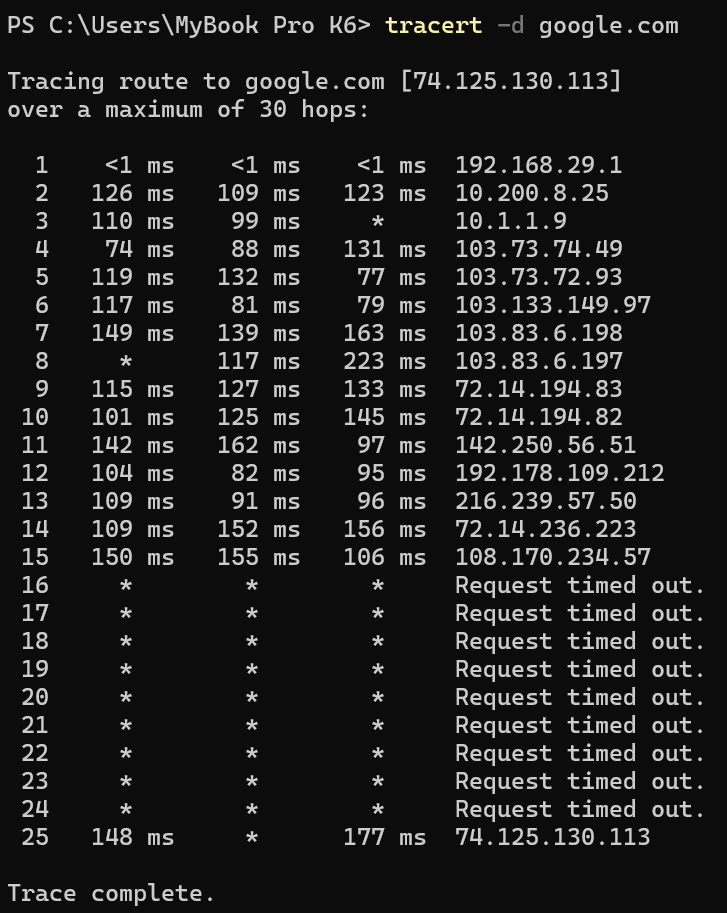 PS C:\Users\MyBook Pro K6> tracert -d google.com
Tracing route to google.com [74.125.130.113]
over a maximum of 30 hops:
1 <1 ms <1 ms <1 ms 192.168.29.1
2 126 ms 109 ms 123 ms 10.200.8.25
3 110 ms 99 ms * 10.1.1.9
4 74 ms 88 ms 131 ms 103.73.74.49
5 119 ms 132 ms 77 ms 103.73.72.93
6 117 ms 81 ms 79 ms 103.133.149.97
7 149 ms 139 ms 163 ms 103.83.6.198
8 * 117 ms 223 ms 103.83.6.197
9 115 ms 127 ms 133 ms 72.14.194.83
10 101 ms 125 ms 145 ms 72.14.194.82
11 142 ms 162 ms 97 ms 142.250.56.51
12 104 ms 82 ms 95 ms 192.178.109.212
13 109 ms 91 ms 96 ms 216.239.57.50
14 109 ms 152 ms 156 ms 72.14.236.223
15 150 ms 155 ms 106 ms 108.170.234.57
16 * * * Request timed out.
17 * * * Request timed out.
18 * * * Request timed out.
19 * * * Request timed out.
20 * * * Request timed out.
21 * * * Request timed out.
22 * * * Request timed out.
23 * * * Request timed out.
24 * * * Request timed out.
25 148 ms * 177 ms 74.125.130.113
Trace complete.